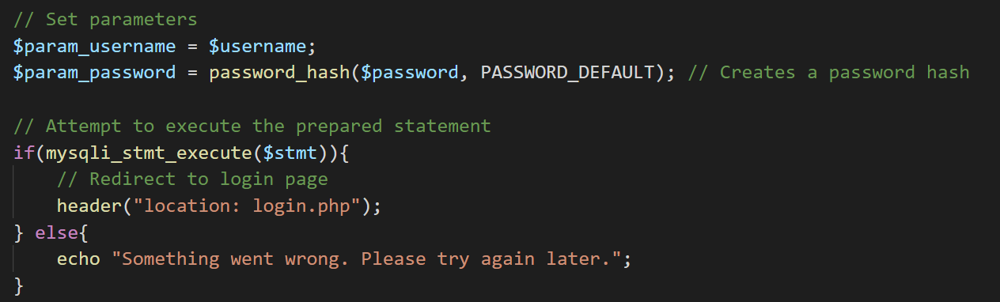 // Set parameters
$param_username = $username;
$param_password = password_hash($password, PASSWORD_DEFAULT); // Creates a password hash
// Attempt to execute the prepared statement
if(mysqli_stmt_execute($stmt)){
// Redirect to login page
header("location: login.php");
} else{
echo "Something went wrong. Please try again later.";
}